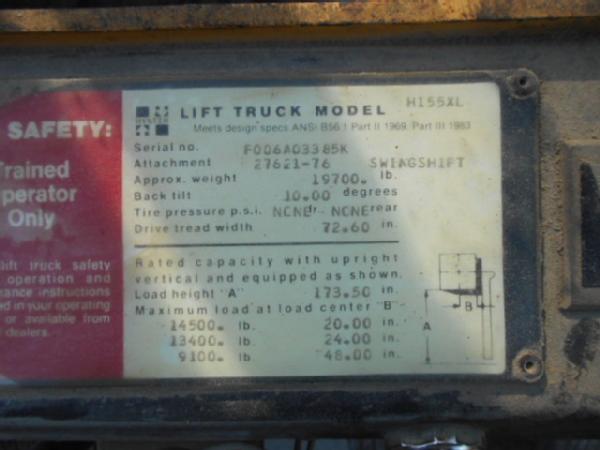 SAFETY:
Trained
perator
Only
lift truck safety
operation and
ance instructions
d in your operating
or available from
dealers.
HYSTER
LIFT TRUCK MODEL H155XL
Meets design specs ANSI B56.1 Part II 1969, Part III 1983
Serial no. F006A03385K
Attachment 27621-76 SWINGSHIFT
Approx. weight 19700. lb.
Back tilt 10.00 degrees
Tire pressure p.s.i. NONE fr. NONE rear
Drive tread width 72.60 in.
Rated capacity with upright
vertical and equipped as shown.
Load height "A" 173.50 in.
Maximum load at load center "B"
14500. lb. 20.00 in.
13400. lb. 24.00 in.
9100. lb. 48.00 in.
B
A